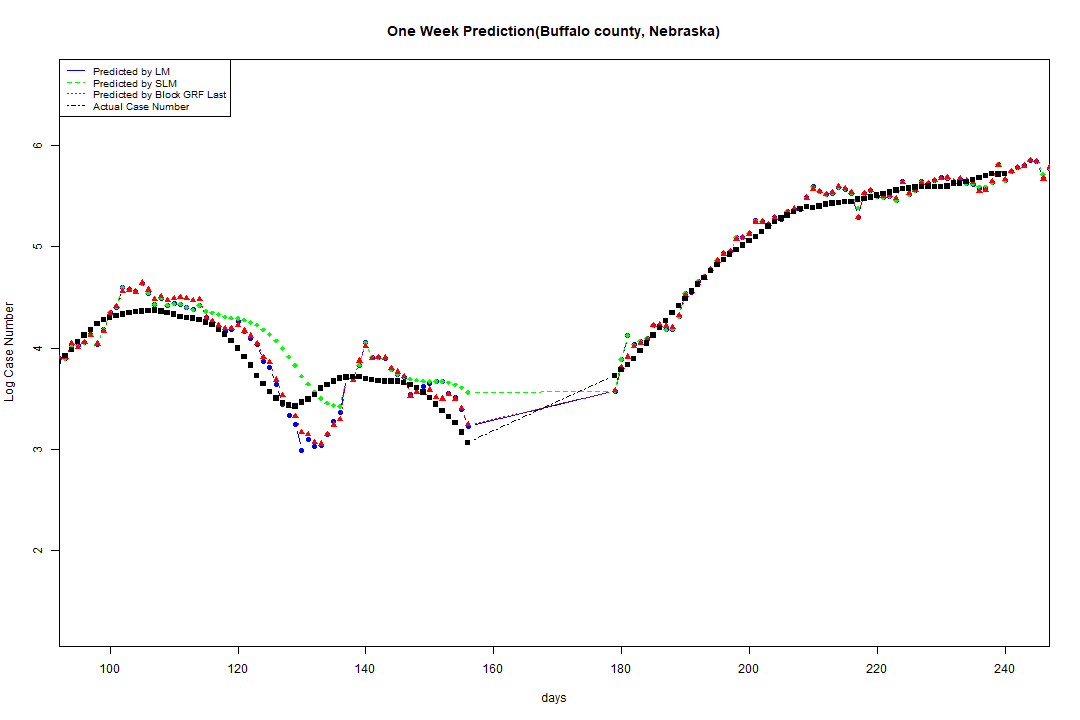 One Week Prediction(Buffalo county, Nebraska)
Predicted by LM
Predicted by SLM
Predicted by Block GRF Last
Actual Case Number
Log Case Number
6
5
4
3
2
100 120 140 160 180 200 220 240
days